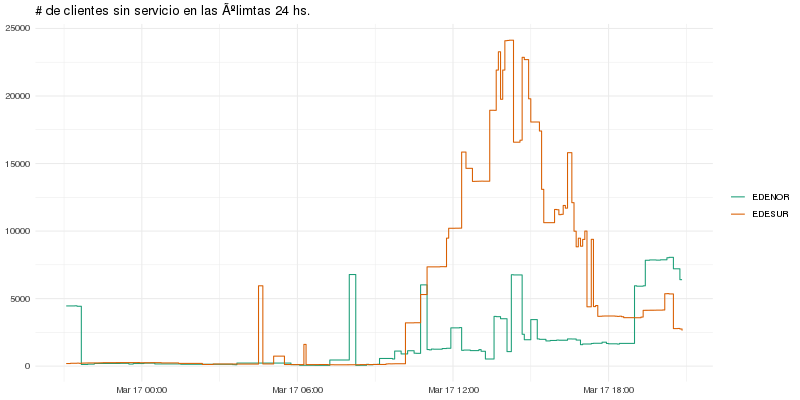 # de clientes sin servicio en las Ãºlimtas 24 hs.
25000
20000
15000
10000
5000
0
Mar 17 00:00
Mar 17 06:00
Mar 17 12:00
Mar 17 18:00
EDENOR
EDESUR